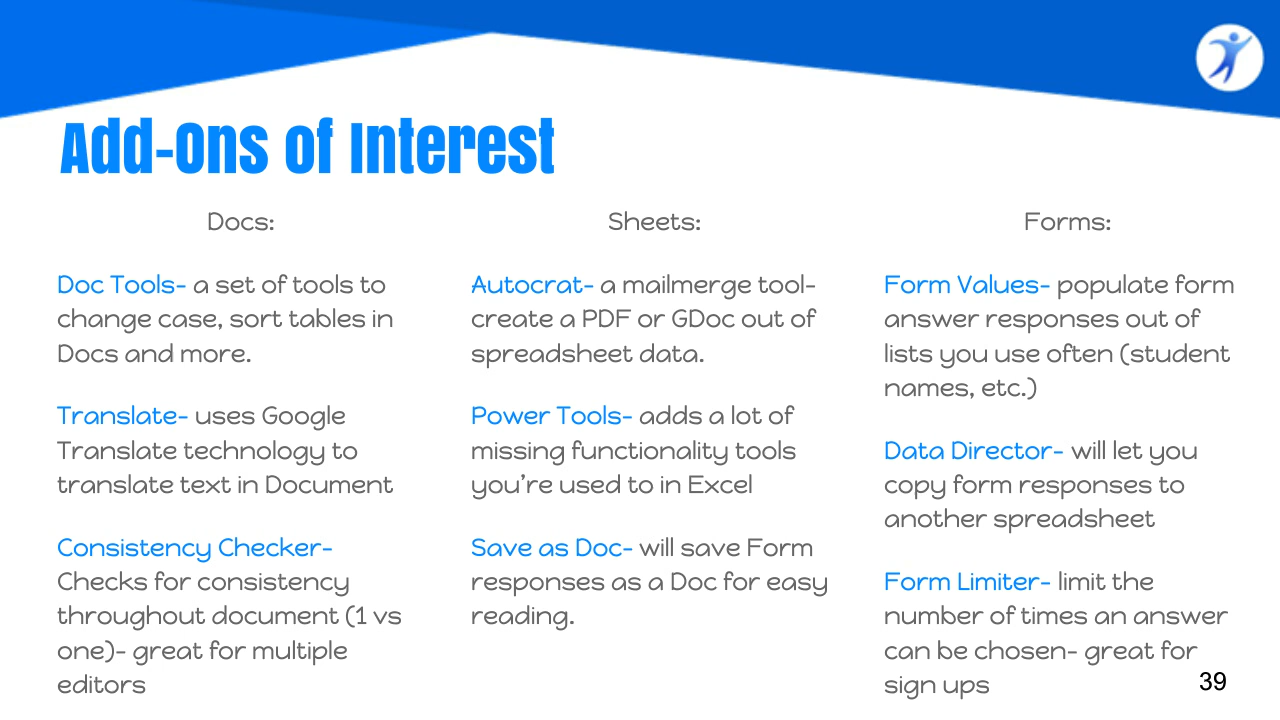 Add-Ons of Interest
Docs:
Doc Tools- a set of tools to
change case, sort tables in
Docs and more.
Translate- uses Google
Translate technology to
translate text in Document
Consistency Checker-
Checks for consistency
throughout document (1 vs
one)- great for multiple
editors
Sheets:
Autocrat- a mailmerge tool-
create a PDF or GDoc out of
spreadsheet data.
Power Tools- adds a lot of
missing functionality tools
you're used to in Excel
Save as Doc- will save Form
responses as a Doc for easy
reading.
Forms:
Form Values- populate form
answer responses out of
lists you use often (student
names, etc.)
Data Director- will let you
copy form responses to
another spreadsheet
Form Limiter- limit the
number of times an answer
can be chosen- great for
sign ups
39